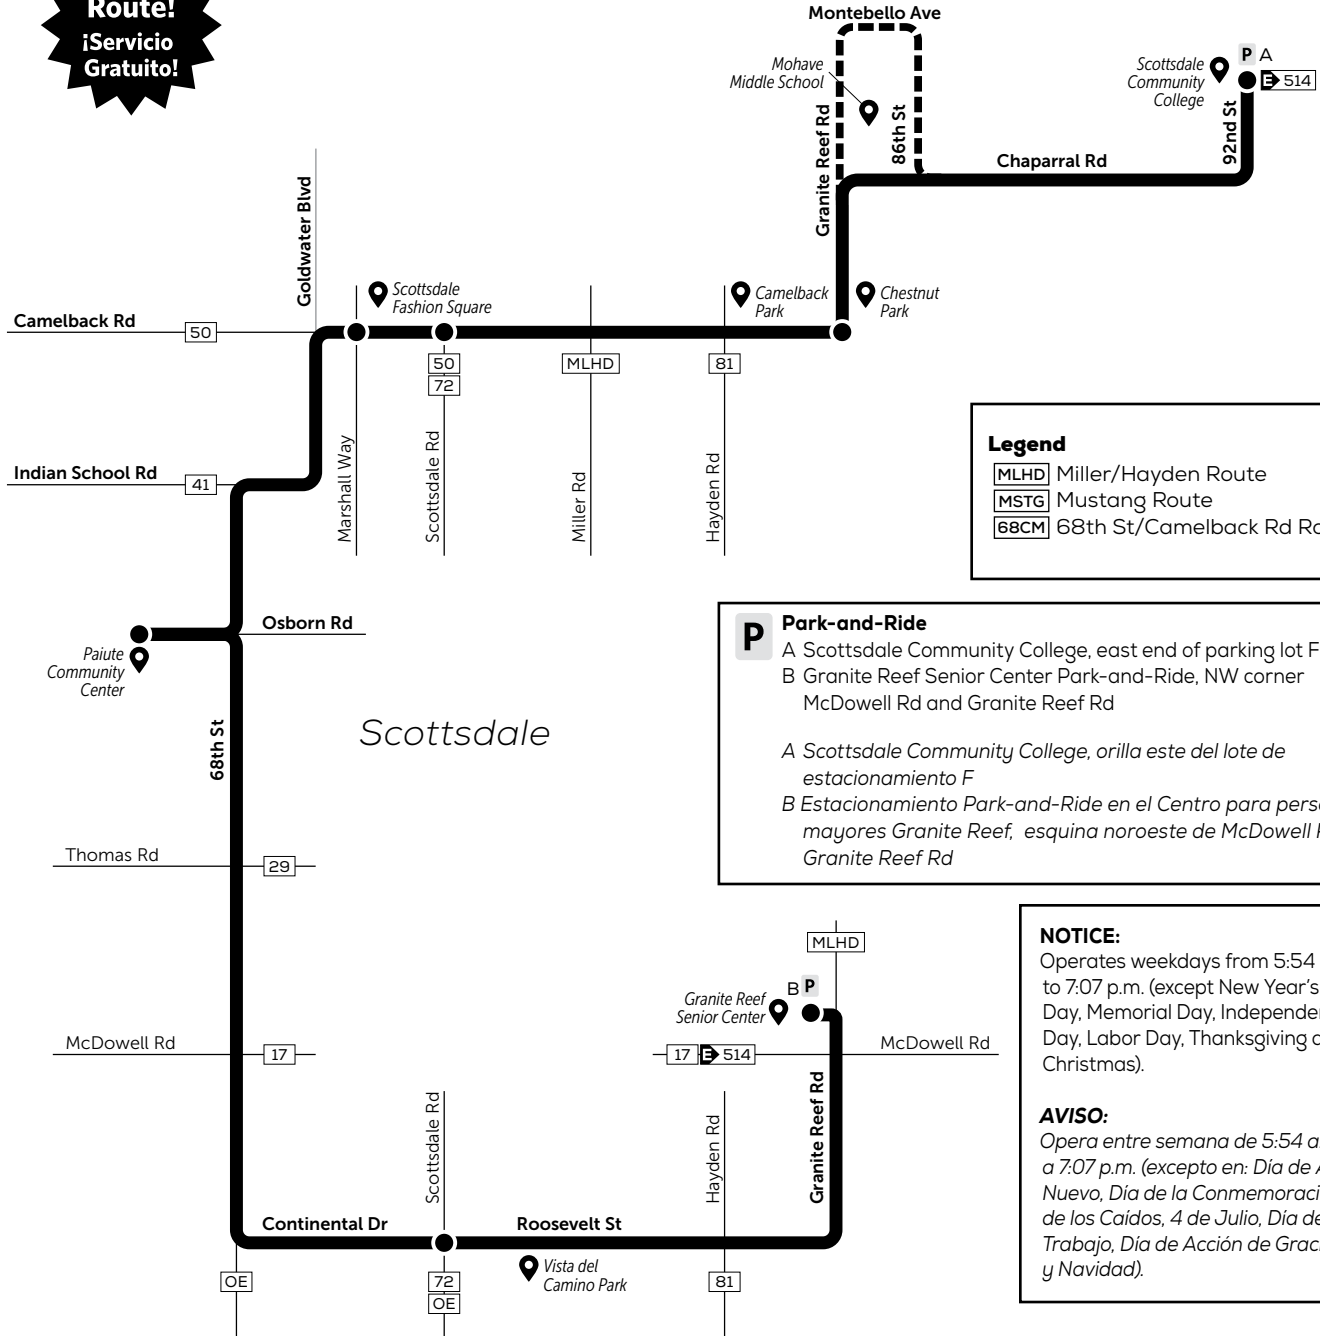 Route!
¡Servicio
Gratuito!
Montebello Ave
Mohave
Middle School
Granite Reef Rd
86th St
Scottsdale
Community
College
P A
E 514
92nd St
Chaparral Rd
Goldwater Blvd
Scottsdale
Fashion Square
Camelback
Park
Chestnut
Park
Camelback Rd
50
50
72
MLHD
81
Marshall Way
Scottsdale Rd
Miller Rd
Hayden Rd
Indian School Rd
41
Legend
MLHD Miller/Hayden Route
MSTG Mustang Route
68CM 68th St/Camelback Rd
Osborn Rd
Paiute
Community
Center
68th St
Scottsdale
P Park-and-Ride
A Scottsdale Community College, east end of parking lot F
B Granite Reef Senior Center Park-and-Ride, NW corner
McDowell Rd and Granite Reef Rd
A Scottsdale Community College, orilla este del lote de
estacionamiento F
B Estacionamiento Park-and-Ride en el Centro para
mayores Granite Reef, esquina noroeste de McDowell
Granite Reef Rd
Thomas Rd
29
MLHD
B P
Granite Reef
Senior Center
McDowell Rd
17
17 E 514
McDowell Rd
NOTICE:
Operates weekdays from 5:54
to 7:07 p.m. (except New Year's
Day, Memorial Day,
Day, Labor Day, Thanksgiving
Christmas).
AVISO:
Opera entre semana de 5:54
a 7:07 p.m. (excepto en: Día de
Nuevo, Día de la
de los Caídos, 4 de Julio, Día
Trabajo, Día de Acción de
y Navidad).
Scottsdale Rd
Hayden Rd
Granite Reef Rd
Continental Dr
Roosevelt St
Vista del
Camino Park
OE
72
OE
81